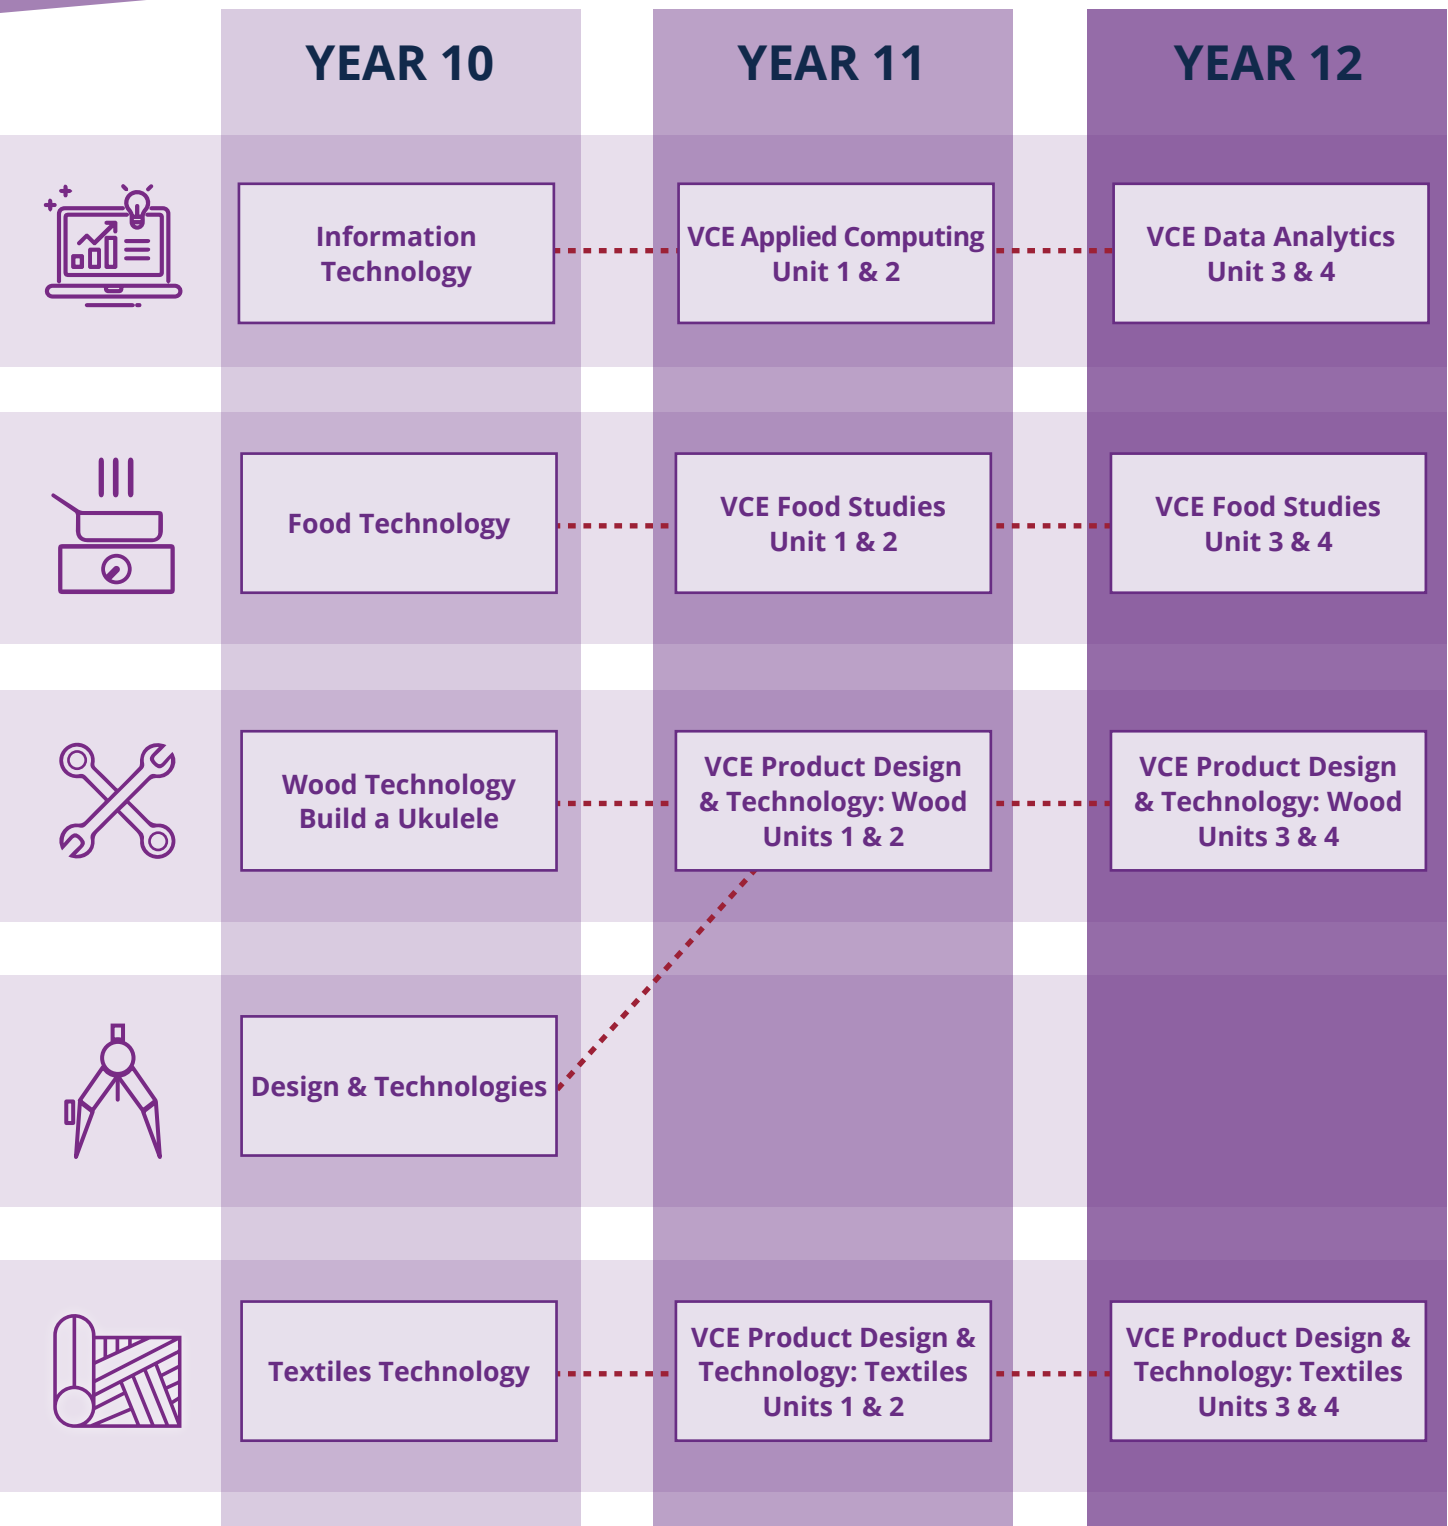 YEAR 10
YEAR 11
YEAR 12
Information
Technology
VCE Applied Computing
Unit 1 & 2
VCE Data Analytics
Unit 3 & 4
Food Technology
VCE Food Studies
Unit 1 & 2
VCE Food Studies
Unit 3 & 4
Wood Technology
Build a Ukulele
VCE Product Design
& Technology: Wood
Units 1 & 2
VCE Product Design
& Technology: Wood
Units 3 & 4
Design & Technologies
Textiles Technology
VCE Product Design &
Technology: Textiles
Units 1 & 2
VCE Product Design &
Technology: Textiles
Units 3 & 4